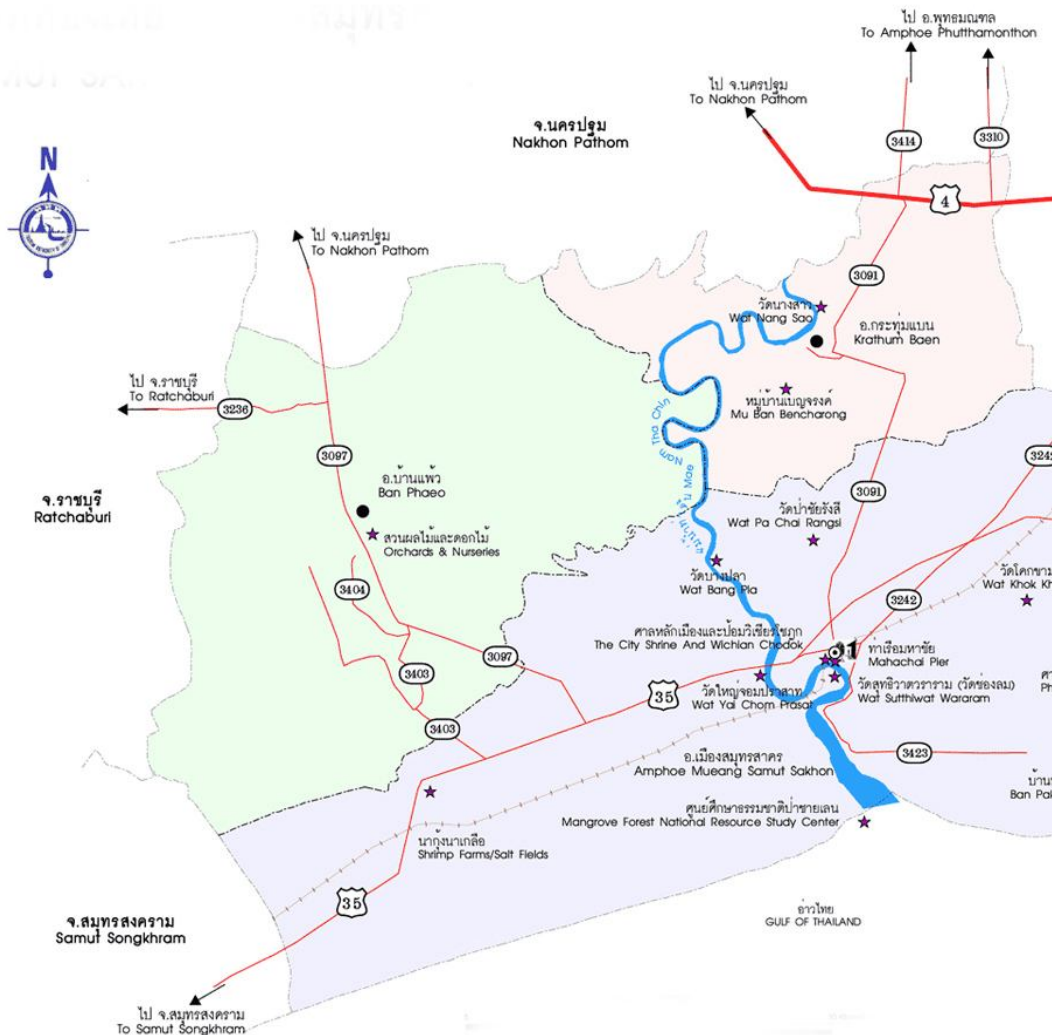 ไป อ.พุทธมณฑล
To Amphoe Phutthamonthon
ไป จ.นครปฐม
To Nakhon Pathom
จ.นครปฐม
Nakhon Pathom
3414
3310
4
N
ไป จ.นครปฐม
To Nakhon Pathom
3091
วัดนางสาว
Wat Nang Sao
อ.กระทุ่มแบน
Krathum Baen
ไป จ.ราชบุรี
To Ratchaburi
3236
หมู่บ้านเบญจรงค์
Mu Ban Bencharong
3097
Nam Tha Chin
Mae
3242
จ.ราชบุรี
Ratchaburi
อ.บ้านแพ้ว
Ban Phaeo
3091
วัดป่าชัยรังสี
Wat Pa Chai Rangsi
สวนผลไม้และดอกไม้
Orchards & Nurseries
วัดบางปลา
Wat Bang Pla
วัดโคกขาม
Wat Khok Kh
3404
3242
ศาลหลักเมืองและป้อมวิเชียรโชฎก
The City Shrine And Wichian Chodok
1
ท่าเรือมหาชัย
Mahachai Pier
3097
3403
35
วัดใหญ่จอมปราสาท
Wat Yai Chom Prasat
วัดสุทธิวาตวราราม (วัดช่องลม)
Wat Sutthiwat Wararam
3403
3423
อ.เมืองสมุทรสาคร
Amphoe Mueang Samut Sakhon
Ban Pa
ศูนย์ศึกษาธรรมชาติป่าชายเลน
Mangrove Forest National Resource Study Center
นากุ้งนาเกลือ
Shrimp Farms/Salt Fields
35
อ่าวไทย
GULF OF THAILAND
จ.สมุทรสงคราม
Samut Songkhram
ไป จ.สมุทรสงคราม
To Samut Songkhram